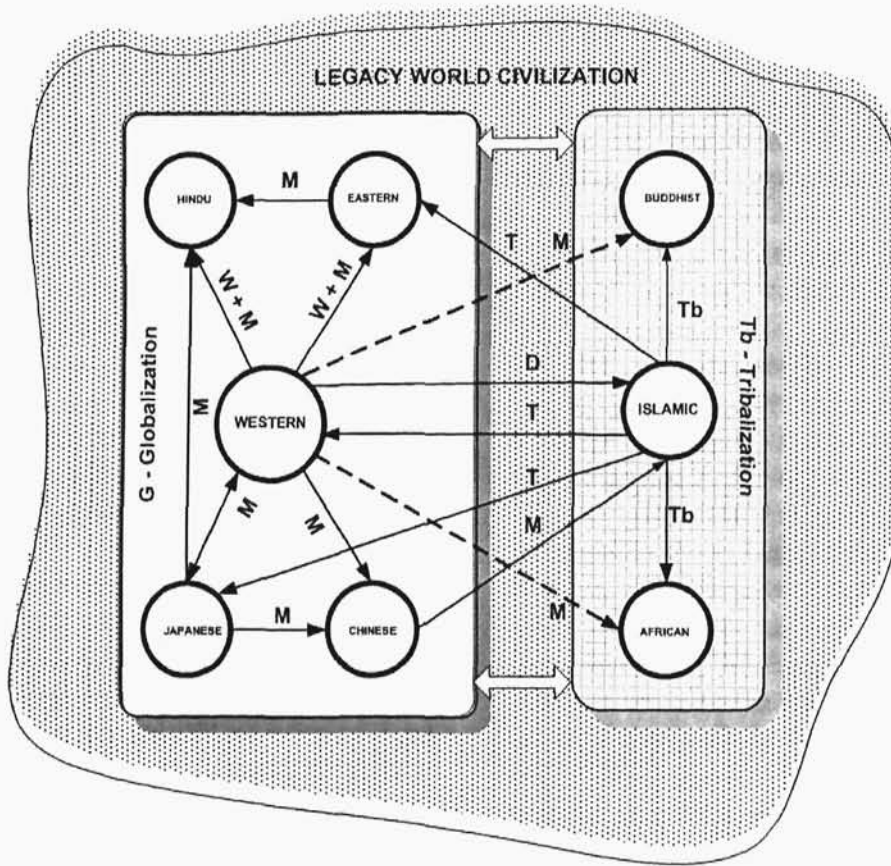 LEGACY WORLD CIVILIZATION
HINDU
M
EASTERN
T
M
BUDDHIST
W + M
W + M
Tb
G - Globalization
M
WESTERN
D
T
ISLAMIC
Tb - Tribalization
T
M
M
M
Tb
JAPANESE
M
CHINESE
M
AFRICAN